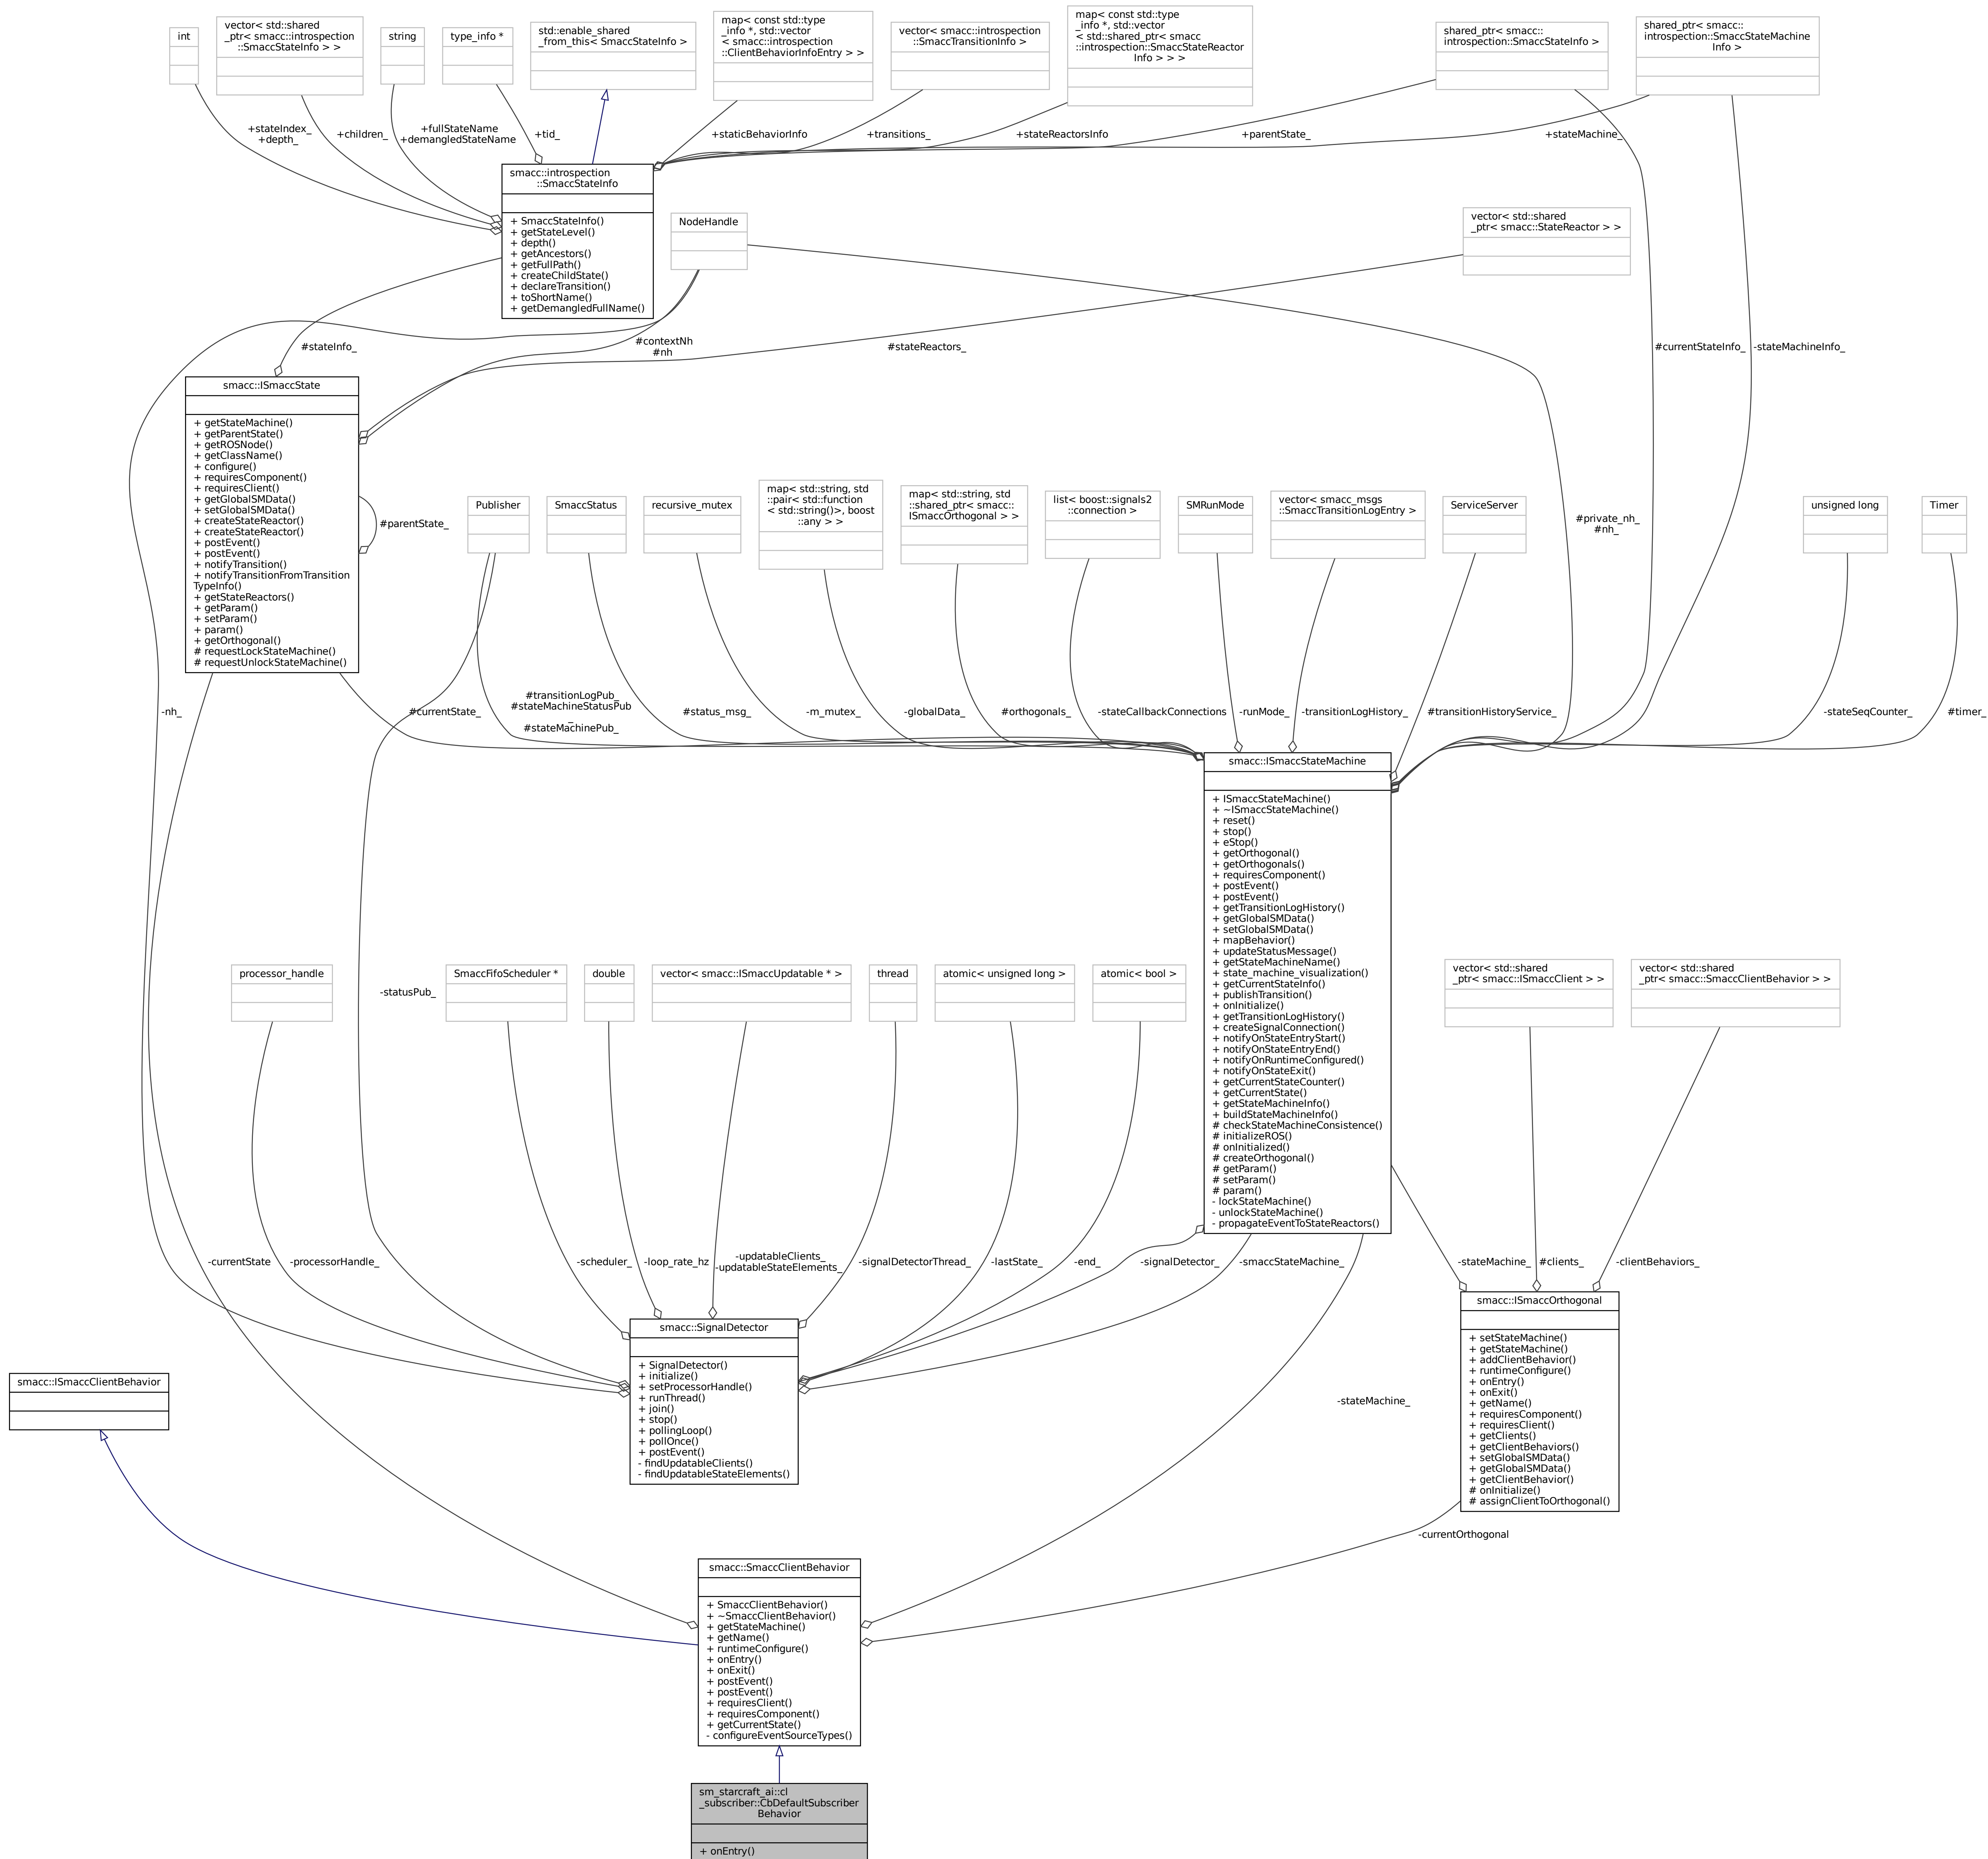 int
vector< std::shared
_ptr< smacc::introspection
::SmaccStateInfo > >
string
type_info *
std::enable_shared
_from_this< SmaccStateInfo >
map< const std::type
_info *, std::vector
< smacc::introspection
::ClientBehaviorInfoEntry > >
vector< smacc::introspection
::SmaccTransitionInfo >
map< const std::type
_info *, std::vector
< std::shared_ptr< smacc
::introspection::SmaccStateReactor
Info > > >
shared_ptr< smacc::
introspection::SmaccStateInfo >
shared_ptr< smacc::
introspection::SmaccStateMachine
Info >
+stateIndex_
+depth_
+children_
+fullStateName
+demangledStateName
+tid_
+staticBehaviorInfo
+transitions_
+stateReactorsInfo
+parentState_
+stateMachine_
smacc::introspection
::SmaccStateInfo
+ SmaccStateInfo()
+ getStateLevel()
+ depth()
+ getAncestors()
+ getFullPath()
+ createChildState()
+ declareTransition()
+ toShortName()
+ getDemangledFullName()
NodeHandle
vector< std::shared
_ptr< smacc::StateReactor > >
#stateInfo_
#contextNh
#nh
#stateReactors_
#currentStateInfo_
-stateMachineInfo_
smacc::ISmaccState
+ getStateMachine()
+ getParentState()
+ getROSNode()
+ getClassName()
+ configure()
+ requiresComponent()
+ requiresClient()
+ getGlobalSMData()
+ setGlobalSMData()
+ createStateReactor()
+ createStateReactor()
+ postEvent()
+ postEvent()
+ notifyTransition()
+ notifyTransitionFromTransition
TypeInfo()
+ getStateReactors()
+ getParam()
+ setParam()
+ param()
+ getOrthogonal()
# requestLockStateMachine()
# requestUnlockStateMachine()
#parentState_
Publisher
SmaccStatus
recursive_mutex
map< std::string, std
::pair< std::function
< std::string()>, boost
::any > >
map< std::string, std
::shared_ptr< smacc::
ISmaccOrthogonal > >
list< boost::signals2
::connection >
SMRunMode
vector< smacc_msgs
::SmaccTransitionLogEntry >
ServiceServer
#private_nh_
#nh_
unsigned long
Timer
-nh_
#currentState_
#transitionLogPub_
#stateMachineStatusPub
_
#stateMachinePub_
#status_msg_
-m_mutex_
-globalData_
#orthogonals_
-stateCallbackConnections
-runMode_
-transitionLogHistory_
#transitionHistoryService_
-stateSeqCounter_
#timer_
smacc::ISmaccStateMachine
+ ISmaccStateMachine()
+ ~ISmaccStateMachine()
+ reset()
+ stop()
+ eStop()
+ getOrthogonal()
+ getOrthogonals()
+ requiresComponent()
+ postEvent()
+ postEvent()
+ getTransitionLogHistory()
+ getGlobalSMData()
+ setGlobalSMData()
+ mapBehavior()
+ updateStatusMessage()
+ getStateMachineName()
+ state_machine_visualization()
+ getCurrentStateInfo()
+ publishTransition()
+ onInitialize()
+ getTransitionLogHistory()
+ createSignalConnection()
+ notifyOnStateEntryStart()
+ notifyOnStateEntryEnd()
+ notifyOnRuntimeConfigured()
+ notifyOnStateExit()
+ getCurrentStateCounter()
+ getCurrentState()
+ getStateMachineInfo()
+ buildStateMachineInfo()
# checkStateMachineConsistence()
# initializeROS()
# onInitialized()
# createOrthogonal()
# getParam()
# setParam()
# param()
- lockStateMachine()
- unlockStateMachine()
- propagateEventToStateReactors()
processor_handle
-statusPub_
SmaccFifoScheduler *
double
vector< smacc::ISmaccUpdatable * >
thread
atomic< unsigned long >
atomic< bool >
vector< std::shared
_ptr< smacc::ISmaccClient > >
vector< std::shared
_ptr< smacc::SmaccClientBehavior > >
-currentState
-processorHandle_
-scheduler_
-loop_rate_hz
-updatableClients_
-updatableStateElements_
-signalDetectorThread_
-lastState_
-end_
-signalDetector_
-smaccStateMachine_
-stateMachine_
#clients_
-clientBehaviors_
smacc::SignalDetector
+ SignalDetector()
+ initialize()
+ setProcessorHandle()
+ runThread()
+ join()
+ stop()
+ pollingLoop()
+ pollOnce()
+ postEvent()
- findUpdatableClients()
- findUpdatableStateElements()
smacc::ISmaccOrthogonal
+ setStateMachine()
+ getStateMachine()
+ addClientBehavior()
+ runtimeConfigure()
+ onEntry()
+ onExit()
+ getName()
+ requiresComponent()
+ requiresClient()
+ getClients()
+ getClientBehaviors()
+ setGlobalSMData()
+ getGlobalSMData()
+ getClientBehavior()
# onInitialize()
# assignClientToOrthogonal()
smacc::ISmaccClientBehavior
-stateMachine_
-currentOrthogonal
smacc::SmaccClientBehavior
+ SmaccClientBehavior()
+ ~SmaccClientBehavior()
+ getStateMachine()
+ getName()
+ runtimeConfigure()
+ onEntry()
+ onExit()
+ postEvent()
+ postEvent()
+ requiresClient()
+ requiresComponent()
+ getCurrentState()
- configureEventSourceTypes()
sm_starcraft_ai::cl
_subscriber::CbDefaultSubscriber
Behavior
+ onEntry()